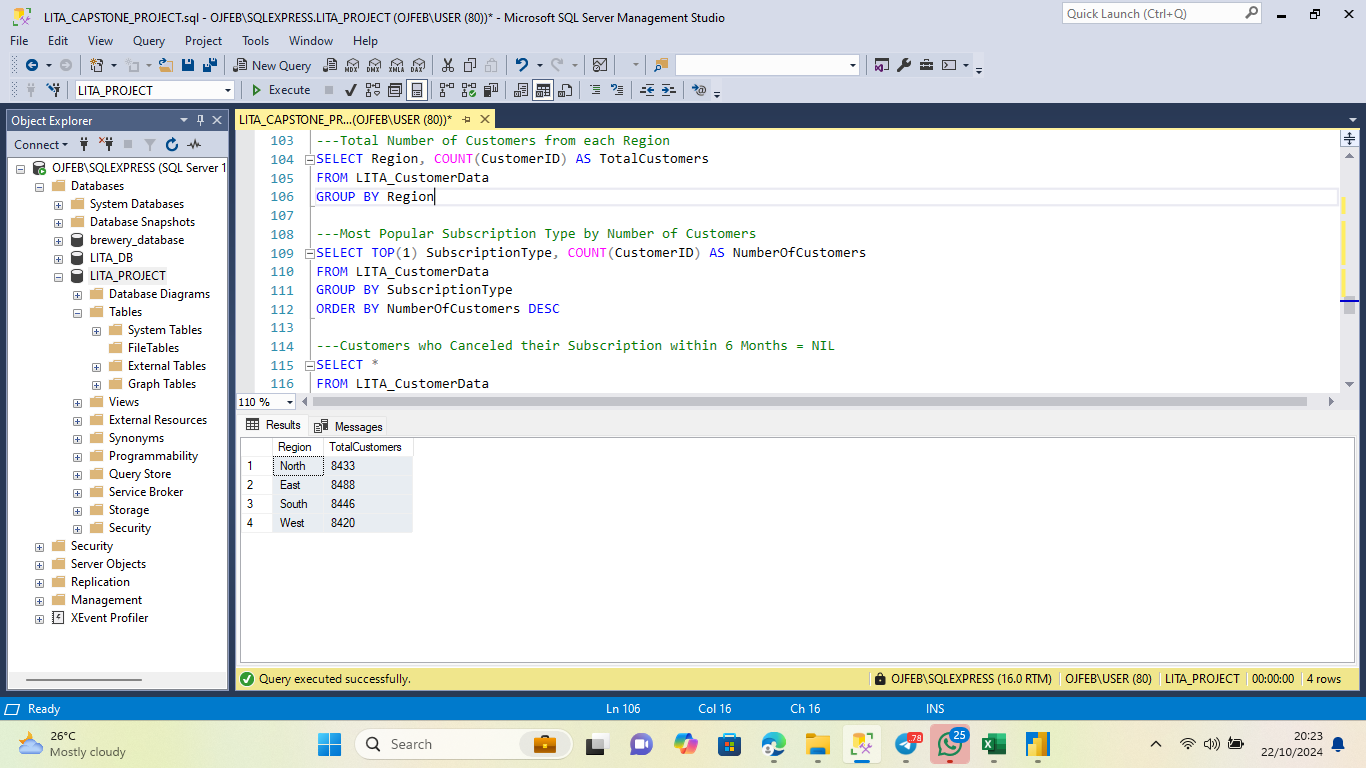 LITA_CAPSTONE_PROJECT.sql - OJFEB\SQLEXPRESS.LITA_PROJECT (OJFEB\USER (80))* - Microsoft SQL Server Management Studio
Quick Launch (Ctrl+Q)
File Edit View Query Project Tools Window Help
New Query MDX DMX XMLA DAX
LITA_PROJECT Execute
Object Explorer
LITA_CAPSTONE_PR...(OJFEB\USER (80))*
Connect
OJFEB\SQLEXPRESS (SQL Server 1
Databases
System Databases
Database Snapshots
brewery_database
LITA_DB
LITA_PROJECT
Database Diagrams
Tables
System Tables
FileTables
External Tables
Graph Tables
Views
External Resources
Synonyms
Programmability
Query Store
Service Broker
Storage
Security
Security
Server Objects
Replication
Management
XEvent Profiler
103 ---Total Number of Customers from each Region
104 SELECT Region, COUNT(CustomerID) AS TotalCustomers
105 FROM LITA_CustomerData
106 GROUP BY Region
107
108 ---Most Popular Subscription Type by Number of Customers
109 SELECT TOP(1) SubscriptionType, COUNT(CustomerID) AS NumberOfCustomers
110 FROM LITA_CustomerData
111 GROUP BY SubscriptionType
112 ORDER BY NumberOfCustomers DESC
113
114 ---Customers who Canceled their Subscription within 6 Months = NIL
115 SELECT *
116 FROM LITA_CustomerData
110 %
Results Messages
Region TotalCustomers
1 North 8433
2 East 8488
3 South 8446
4 West 8420
Query executed successfully. OJFEB\SQLEXPRESS (16.0 RTM) OJFEB\USER (80) LITA_PROJECT 00:00:00 4 rows
Ready Ln 106 Col 16 Ch 16 INS
26°C
Mostly cloudy
Search
78
25
20:23
22/10/2024